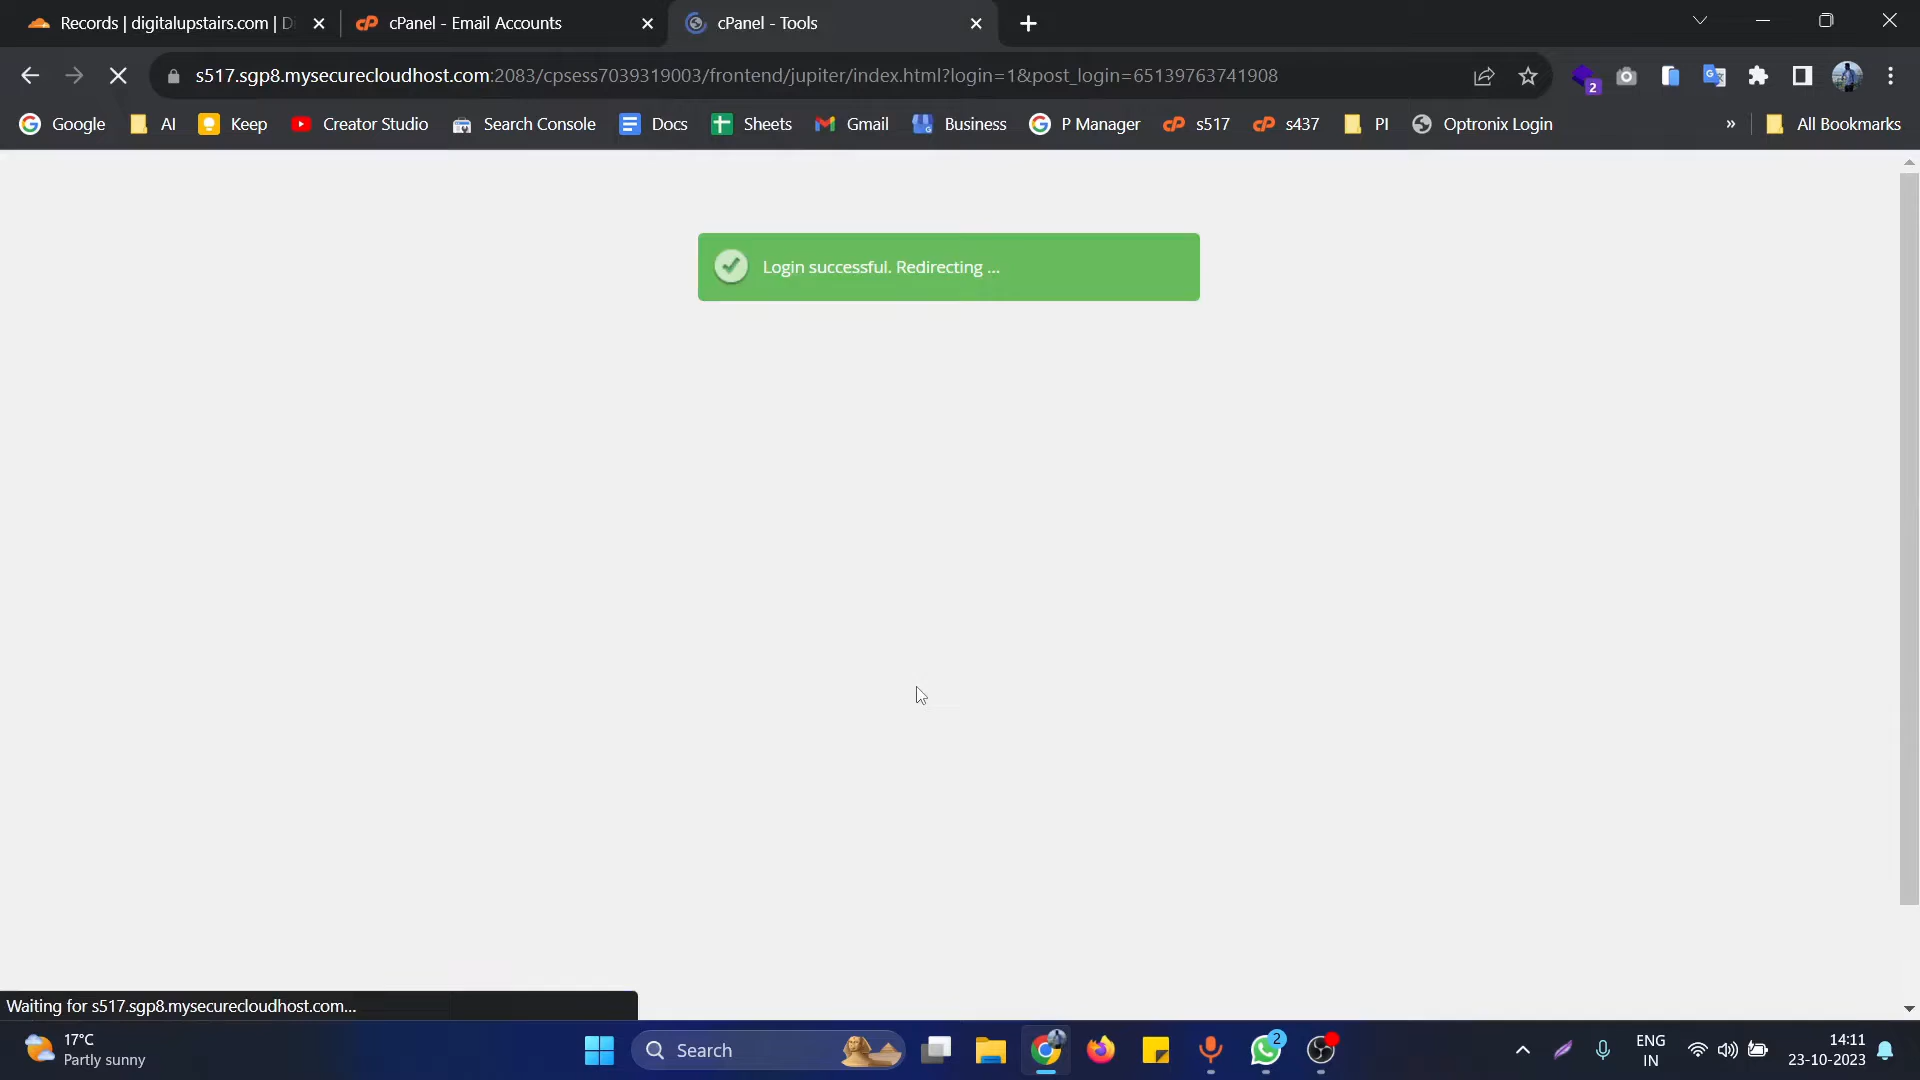 Records | digitalupstairs.com | D
cPanel - Email Accounts
cPanel - Tools
s517.sgp8.mysecurecloudhost.com:2083/cpsess7039319003/frontend/jupiter/index.html?login=1&post_login=65139763741908
2
Google
AI
Keep
Creator Studio
Search Console
Docs
Sheets
Gmail
Business
P Manager
s517
s437
PI
Optronix Login
»
All Bookmarks
Login successful. Redirecting ...
Waiting for s517.sgp8.mysecurecloudhost.com...
17°C
Partly sunny
Search
2
ENG
IN
14:11
23-10-2023